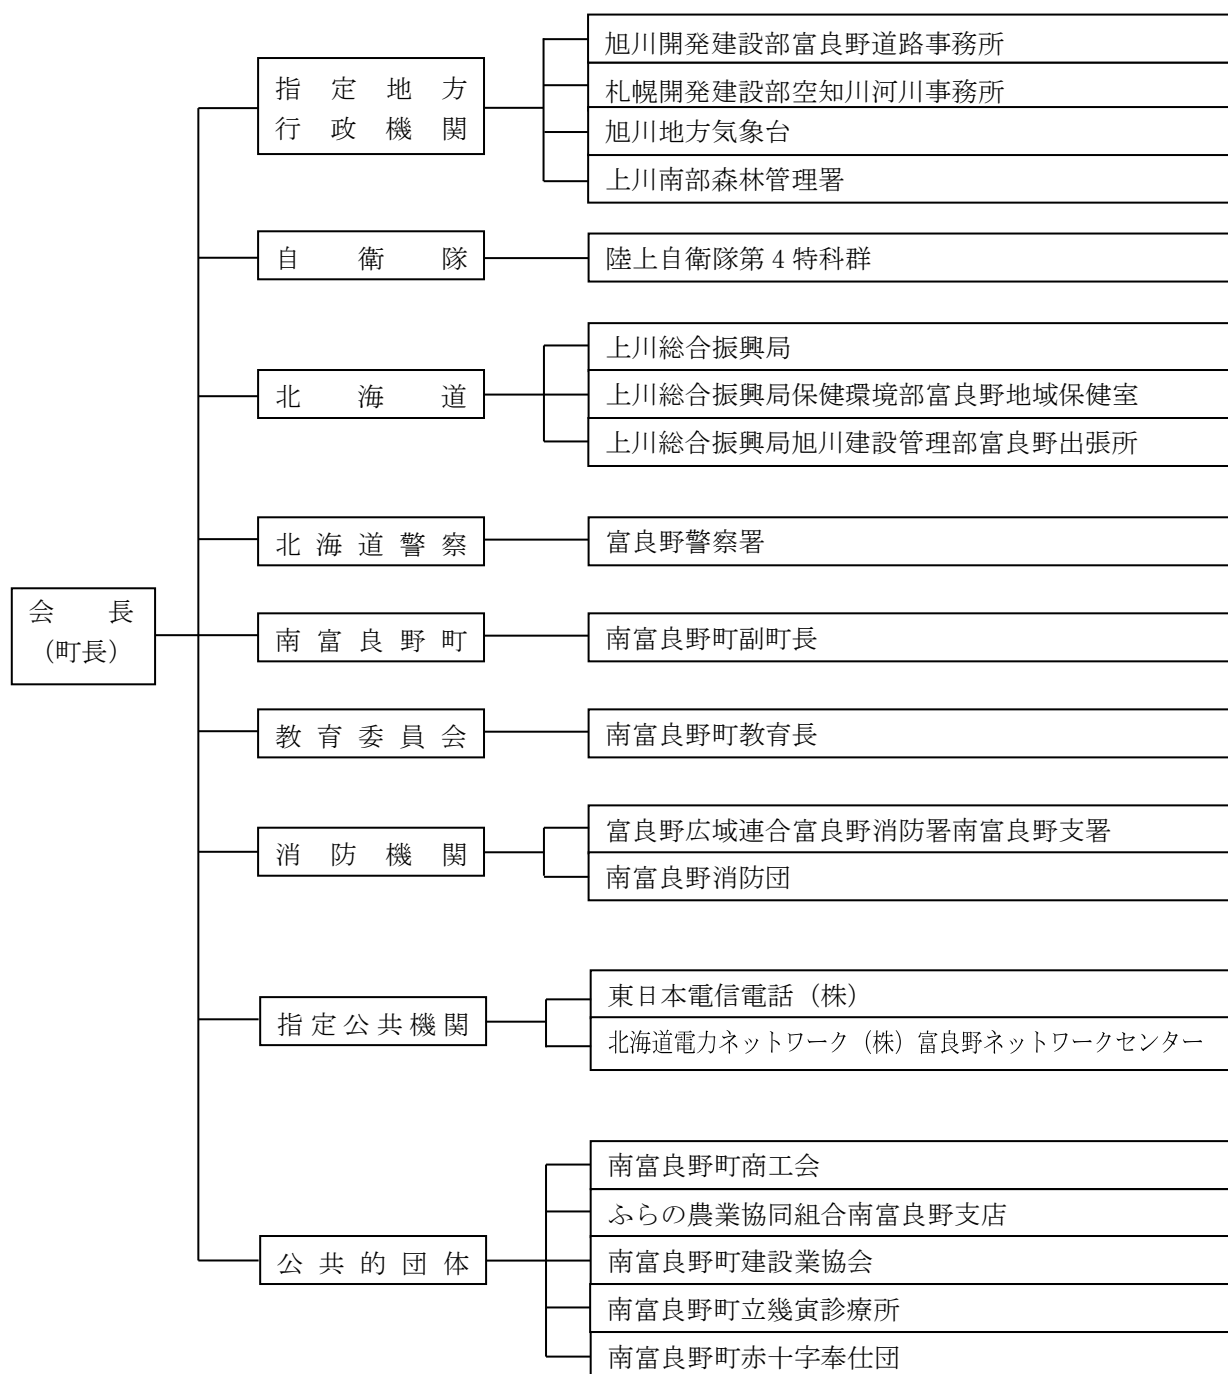 会長
（町長）
指定地方
行政機関
旭川開発建設部富良野道路事務所
札幌開発建設部空知川河川事務所
旭川地方気象台
上川南部森林管理署
自衛隊
陸上自衛隊第4特科群
北海道
上川総合振興局
上川総合振興局保健環境部富良野地域保健室
上川総合振興局旭川建設管理部富良野出張所
北海道警察
富良野警察署
南富良野町
南富良野町副町長
教育委員会
南富良野町教育長
消防機関
富良野広域連合富良野消防署南富良野支署
南富良野消防団
指定公共機関
東日本電信電話（株）
北海道電力ネットワーク（株）富良野ネットワークセンター
公共的団体
南富良野町商工会
ふらの農業協同組合南富良野支店
南富良野町建設業協会
南富良野町立幾寅診療所
南富良野町赤十字奉仕団